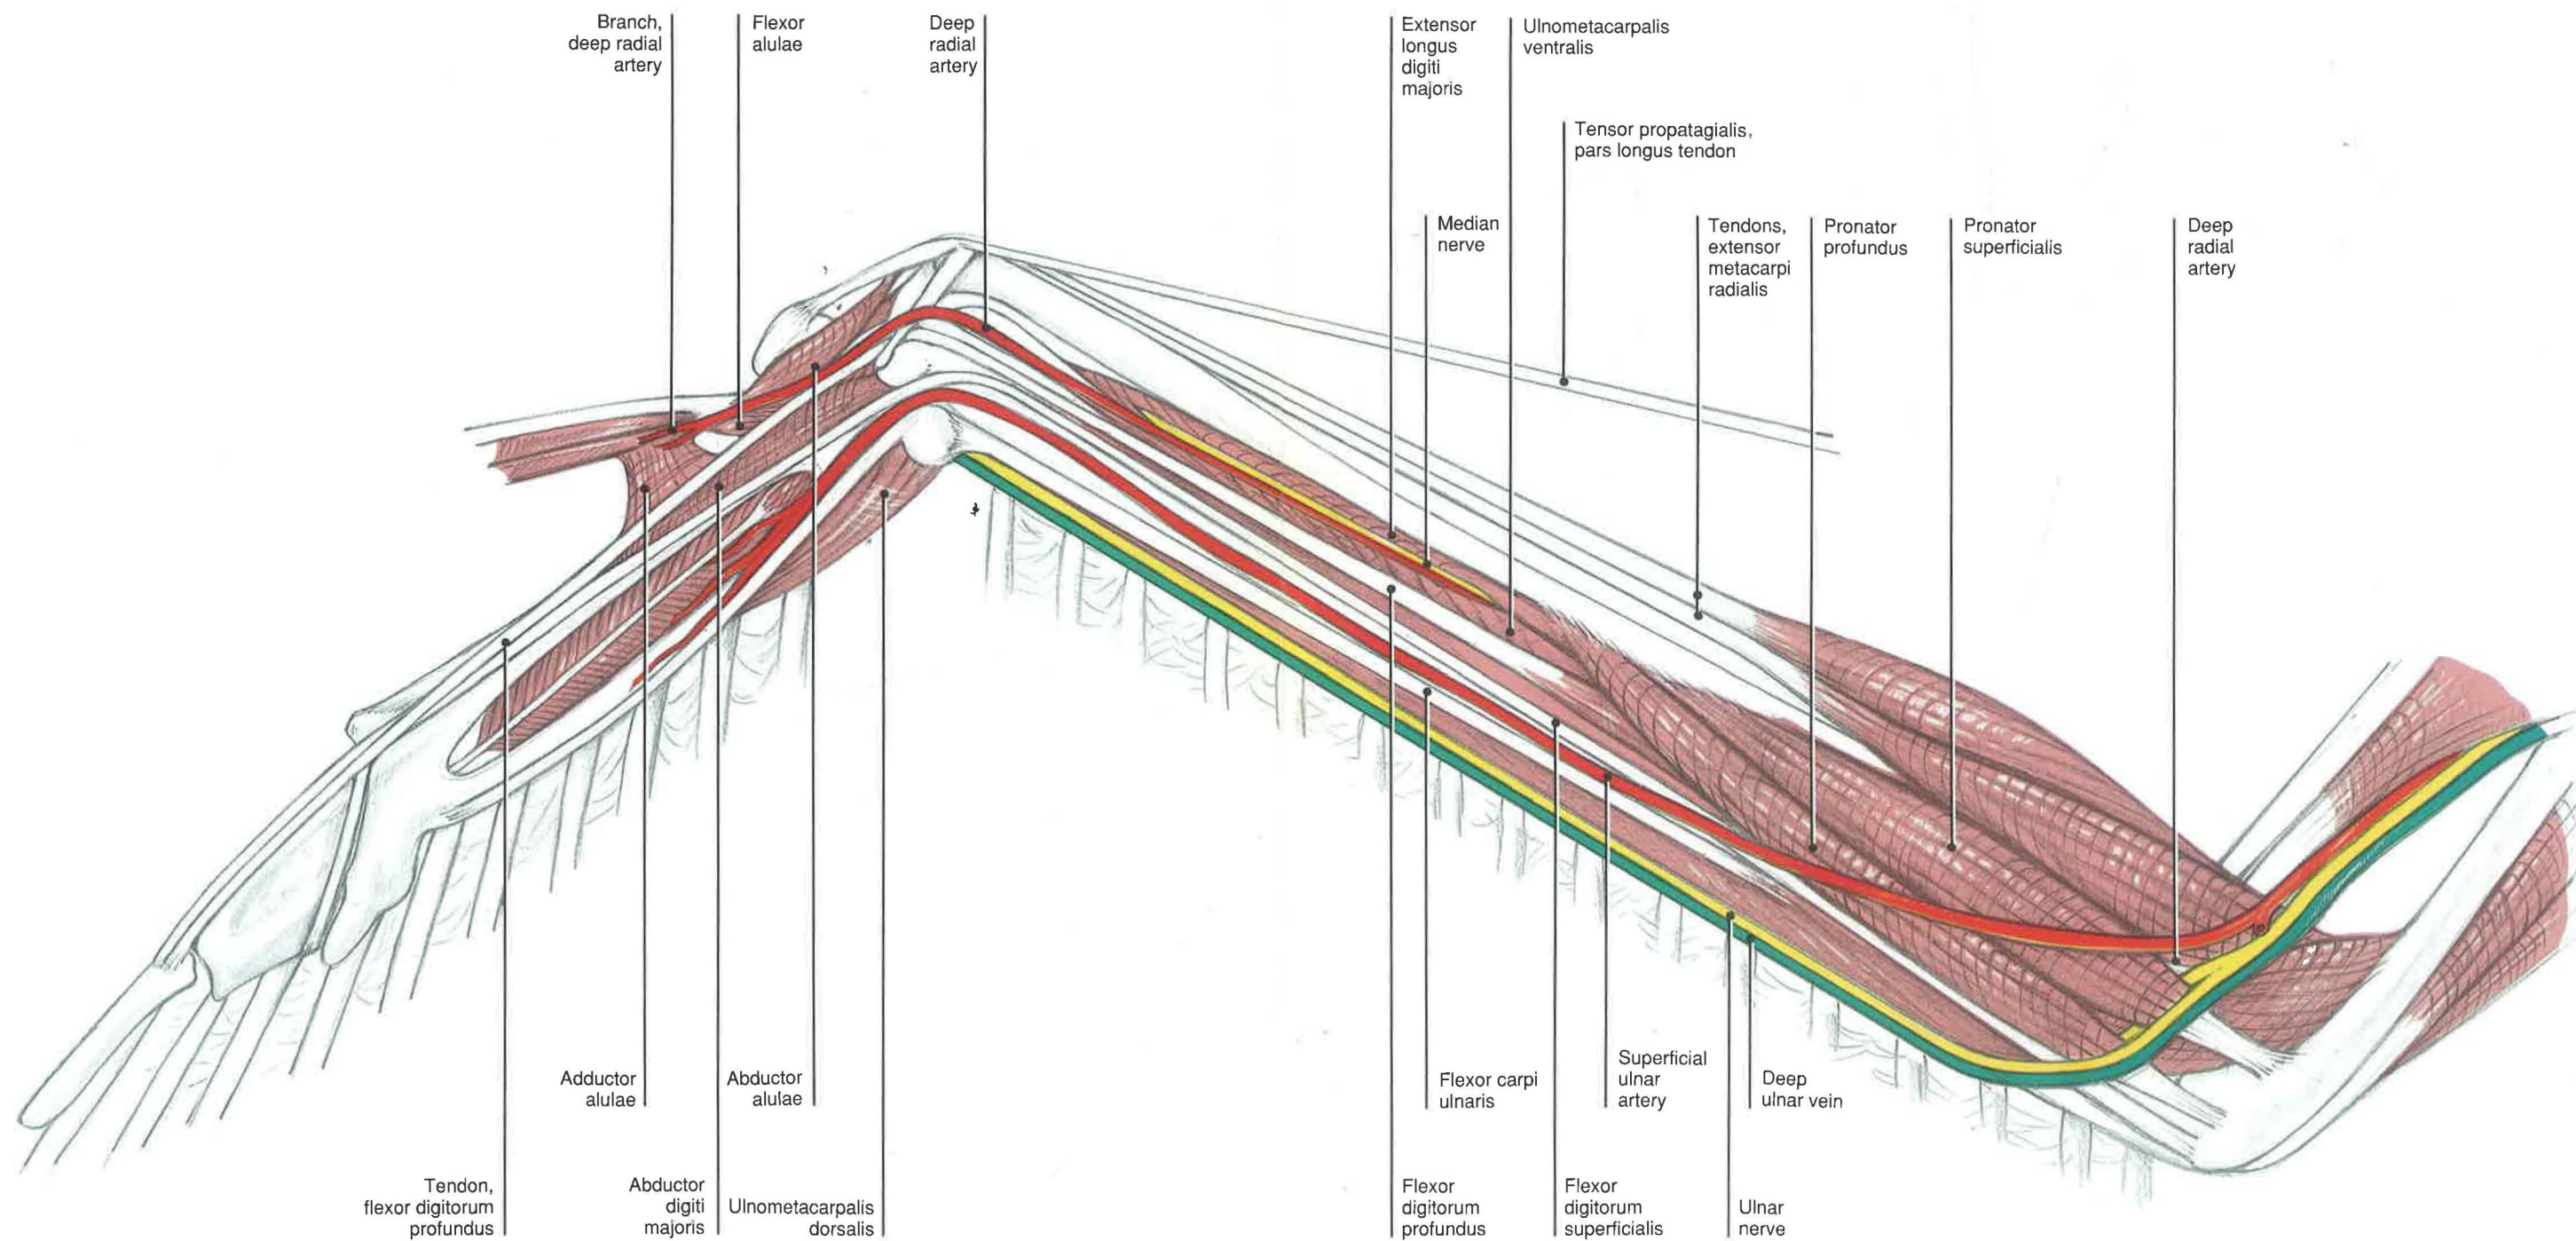 Branch,
deep radial
artery
Flexor
alulae
Deep
radial
artery
Extensor
longus
digiti
majoris
Ulnometacarpalis
ventralis
Tensor propatagialis,
pars longus tendon
Median
nerve
Tendons,
extensor
metacarpi
radialis
Pronator
profundus
Pronator
superficialis
Deep
radial
artery
Adductor
alulae
Abductor
alulae
Flexor carpi
ulnaris
Superficial
ulnar
artery
Deep
ulnar vein
Tendon,
flexor digitorum
profundus
Abductor
digiti
majoris
Ulnometacarpalis
dorsalis
Flexor
digitorum
profundus
Flexor
digitorum
superficialis
Ulnar
nerve